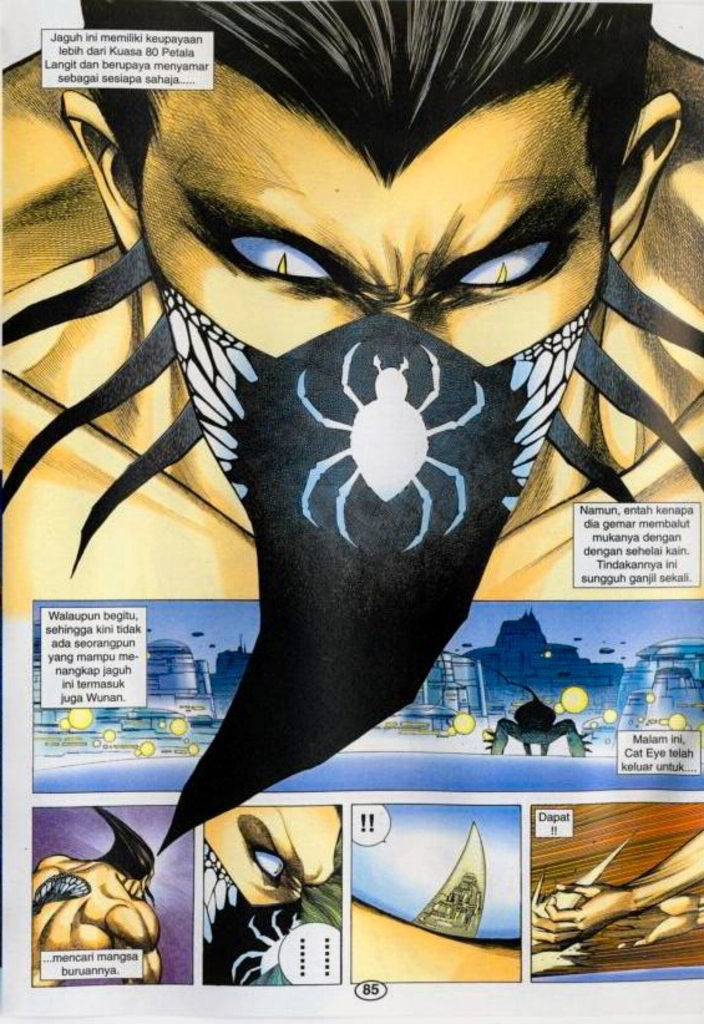 Jaguh ini memiliki keupayaan
lebih dari Kuasa 80 Petala
Langit dan berupaya menyamar
sebagai sesiapa sahaja.....
Namun, entah kenapa
dia gemar membalut
mukanya dengan
dengan sehelai kain.
Tindakannya ini
sungguh ganjil sekali.
Walaupun begitu,
sehingga kini tidak
ada seorangpun
yang mampu me-
nangkap jaguh
ini termasuk
juga Wunan.
Malam ini,
Cat Eye telah
keluar untuk....
...mencari mangsa
buruannya.
!!
Dapat
!!
85